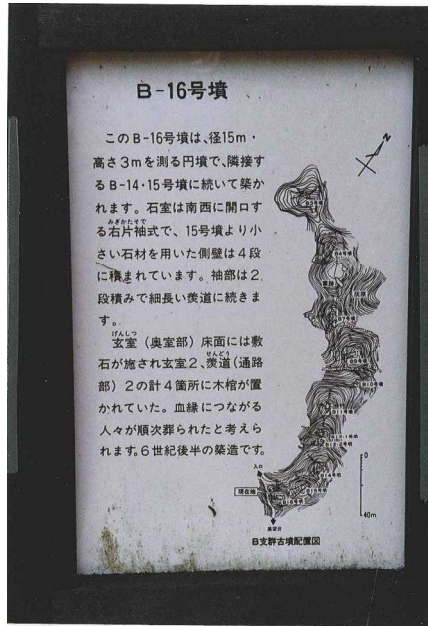 B-16号墳
このB-16号墳は、径15m・
高さ3mを測る円墳で、隣接す
るB-14・15号墳に続いて築か
れます。石室は南西に開口す
みぎかたそで
る右片袖式で、15号墳より小
さい石材を用いた側壁は4段
に積まれています。袖部は2
段積みで細長い羨道に続きま
す。
げんしつ
玄室(奥室部)床面には敷
せんどう
石が施され玄室2、羨道(通路
部)2の計4箇所に木棺が置
かれていた。血縁につながる
人々が順次葬られたと考えら
れます。6世紀後半の築造です。
N
入口
現在地
展望台
0
40m
B支群古墳配置図